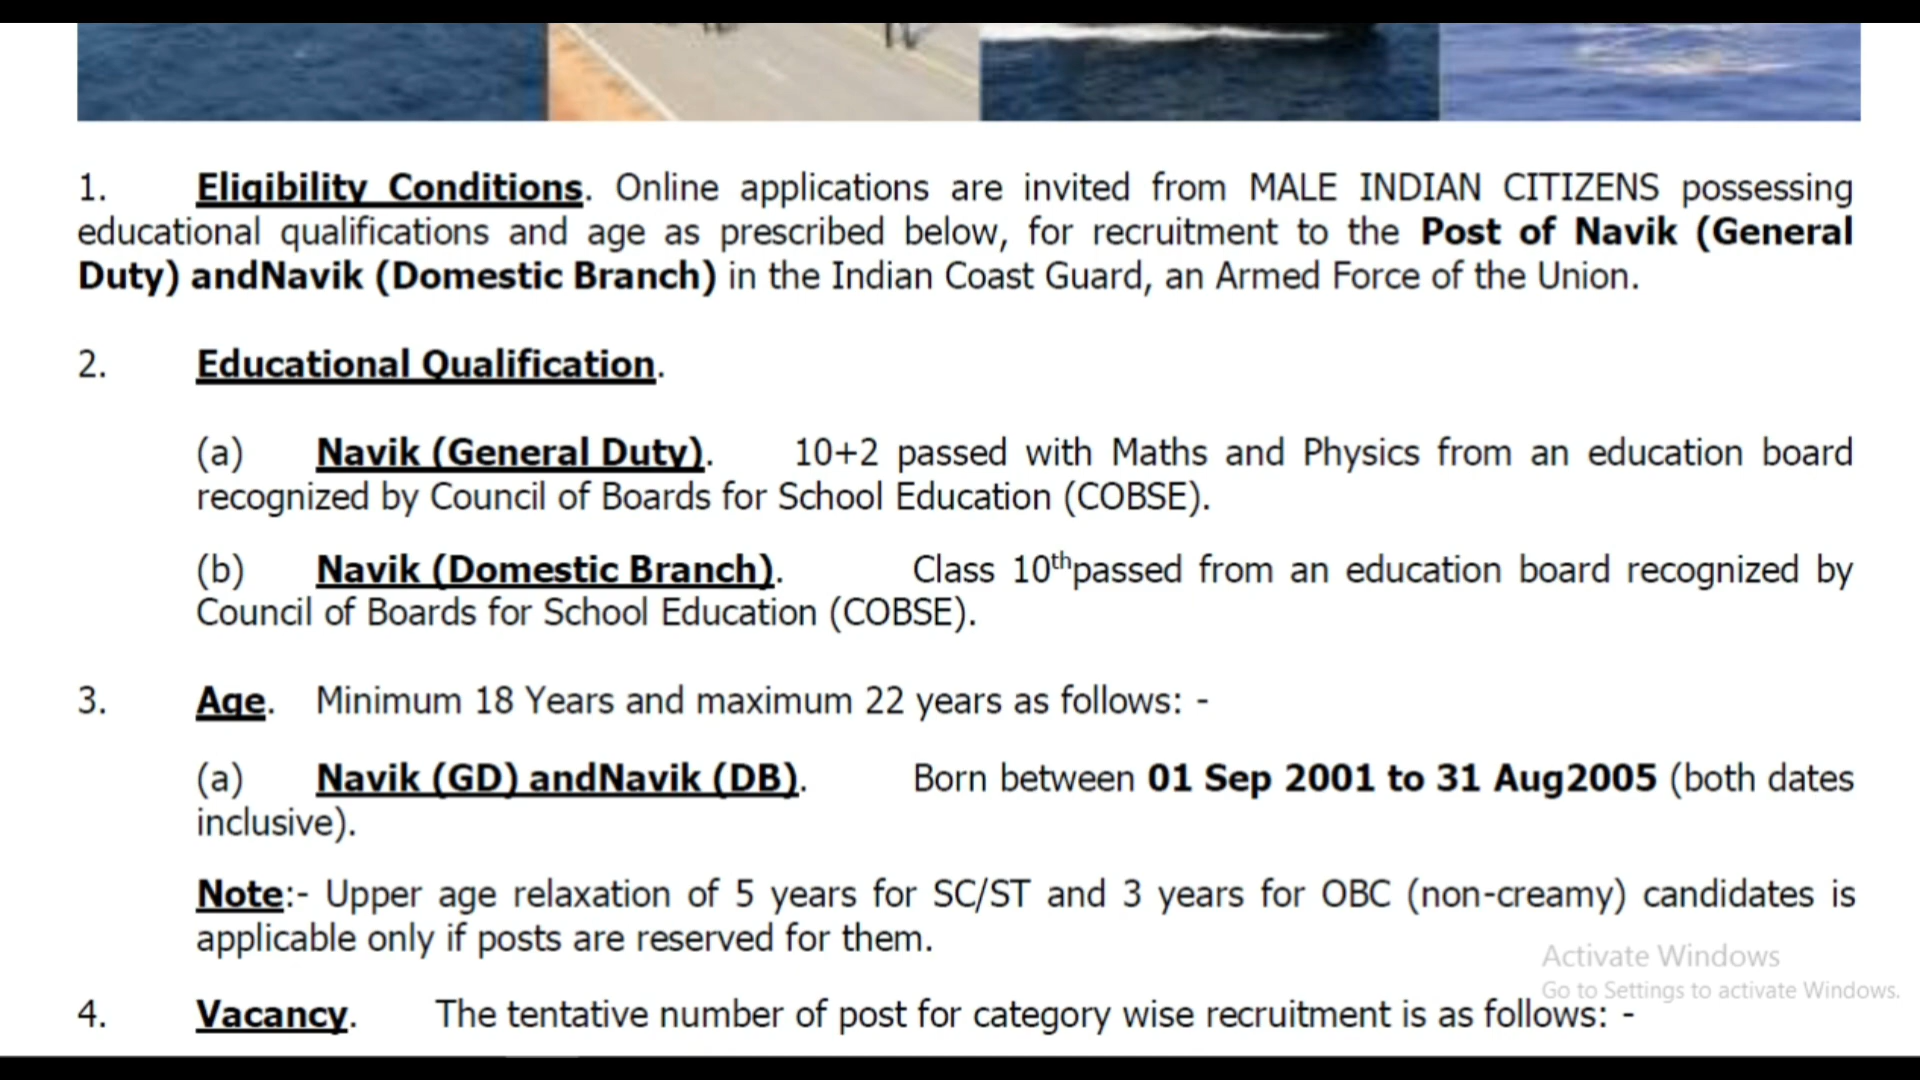 1. Eligibility Conditions. Online applications are invited from MALE INDIAN CITIZENS possessing
educational qualifications and age as prescribed below, for recruitment to the Post of Navik (General
Duty) andNavik (Domestic Branch) in the Indian Coast Guard, an Armed Force of the Union.
2. Educational Qualification.
(a) Navik (General Duty). 10+2 passed with Maths and Physics from an education board
recognized by Council of Boards for School Education (COBSE).
(b) Navik (Domestic Branch). Class 10thpassed from an education board recognized by
Council of Boards for School Education (COBSE).
3. Age. Minimum 18 Years and maximum 22 years as follows: -
(a) Navik (GD) andNavik (DB). Born between 01 Sep 2001 to 31 Aug2005 (both dates
inclusive).
Note:- Upper age relaxation of 5 years for SC/ST and 3 years for OBC (non-creamy) candidates is
applicable only if posts are reserved for them.
Activate Windows
Go to Settings to activate Windows.
4. Vacancy. The tentative number of post for category wise recruitment is as follows: -